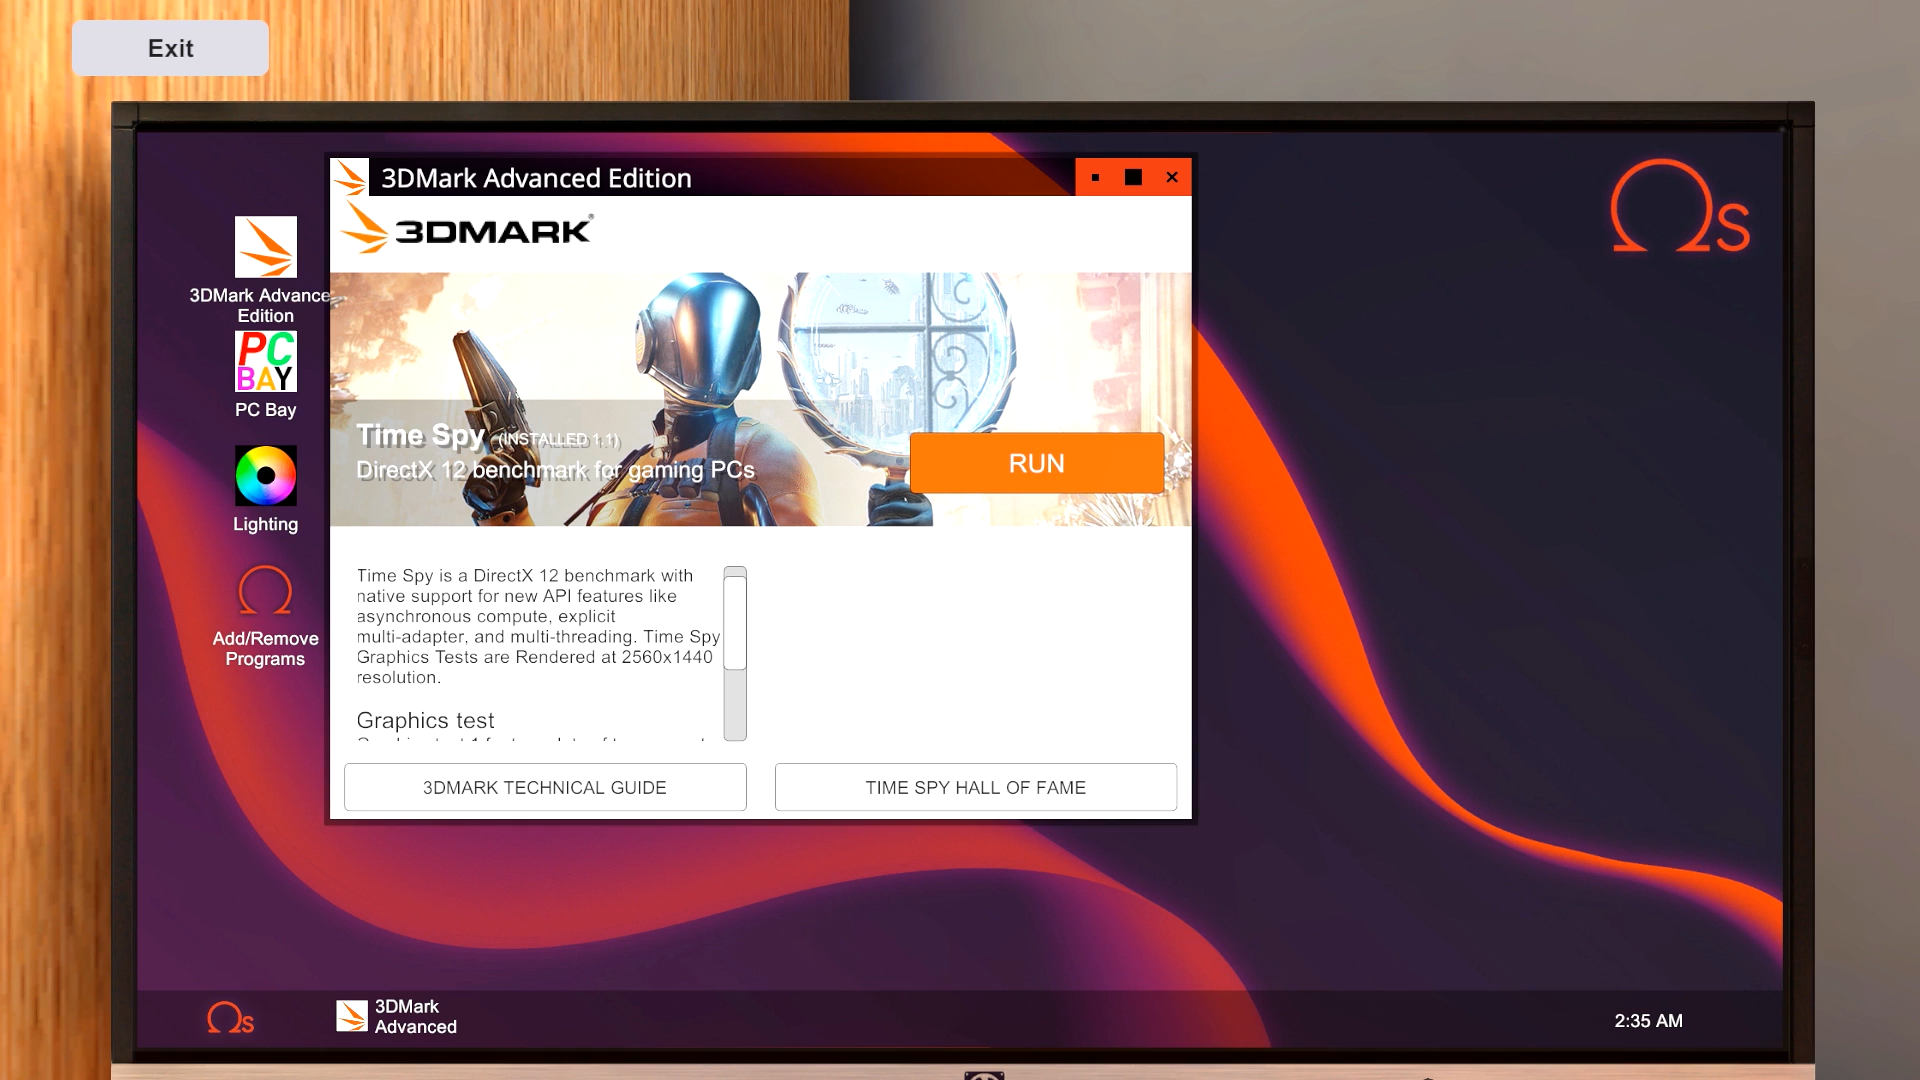 Exit
3DMark Advanced Edition
3DMARK®
3DMark Advance
Edition
PC
BAY
PC Bay
Time Spy (INSTALLED 1.1)
DirectX 12 benchmark for gaming PCs
RUN
Lighting
Time Spy is a DirectX 12 benchmark with
native support for new API features like
asynchronous compute, explicit
multi-adapter, and multi-threading. Time Spy
Graphics Tests are Rendered at 2560x1440
resolution.
Graphics test
Add/Remove
Programs
3DMARK TECHNICAL GUIDE
TIME SPY HALL OF FAME
Ωs
Ωs
3DMark
Advanced
2:35 AM